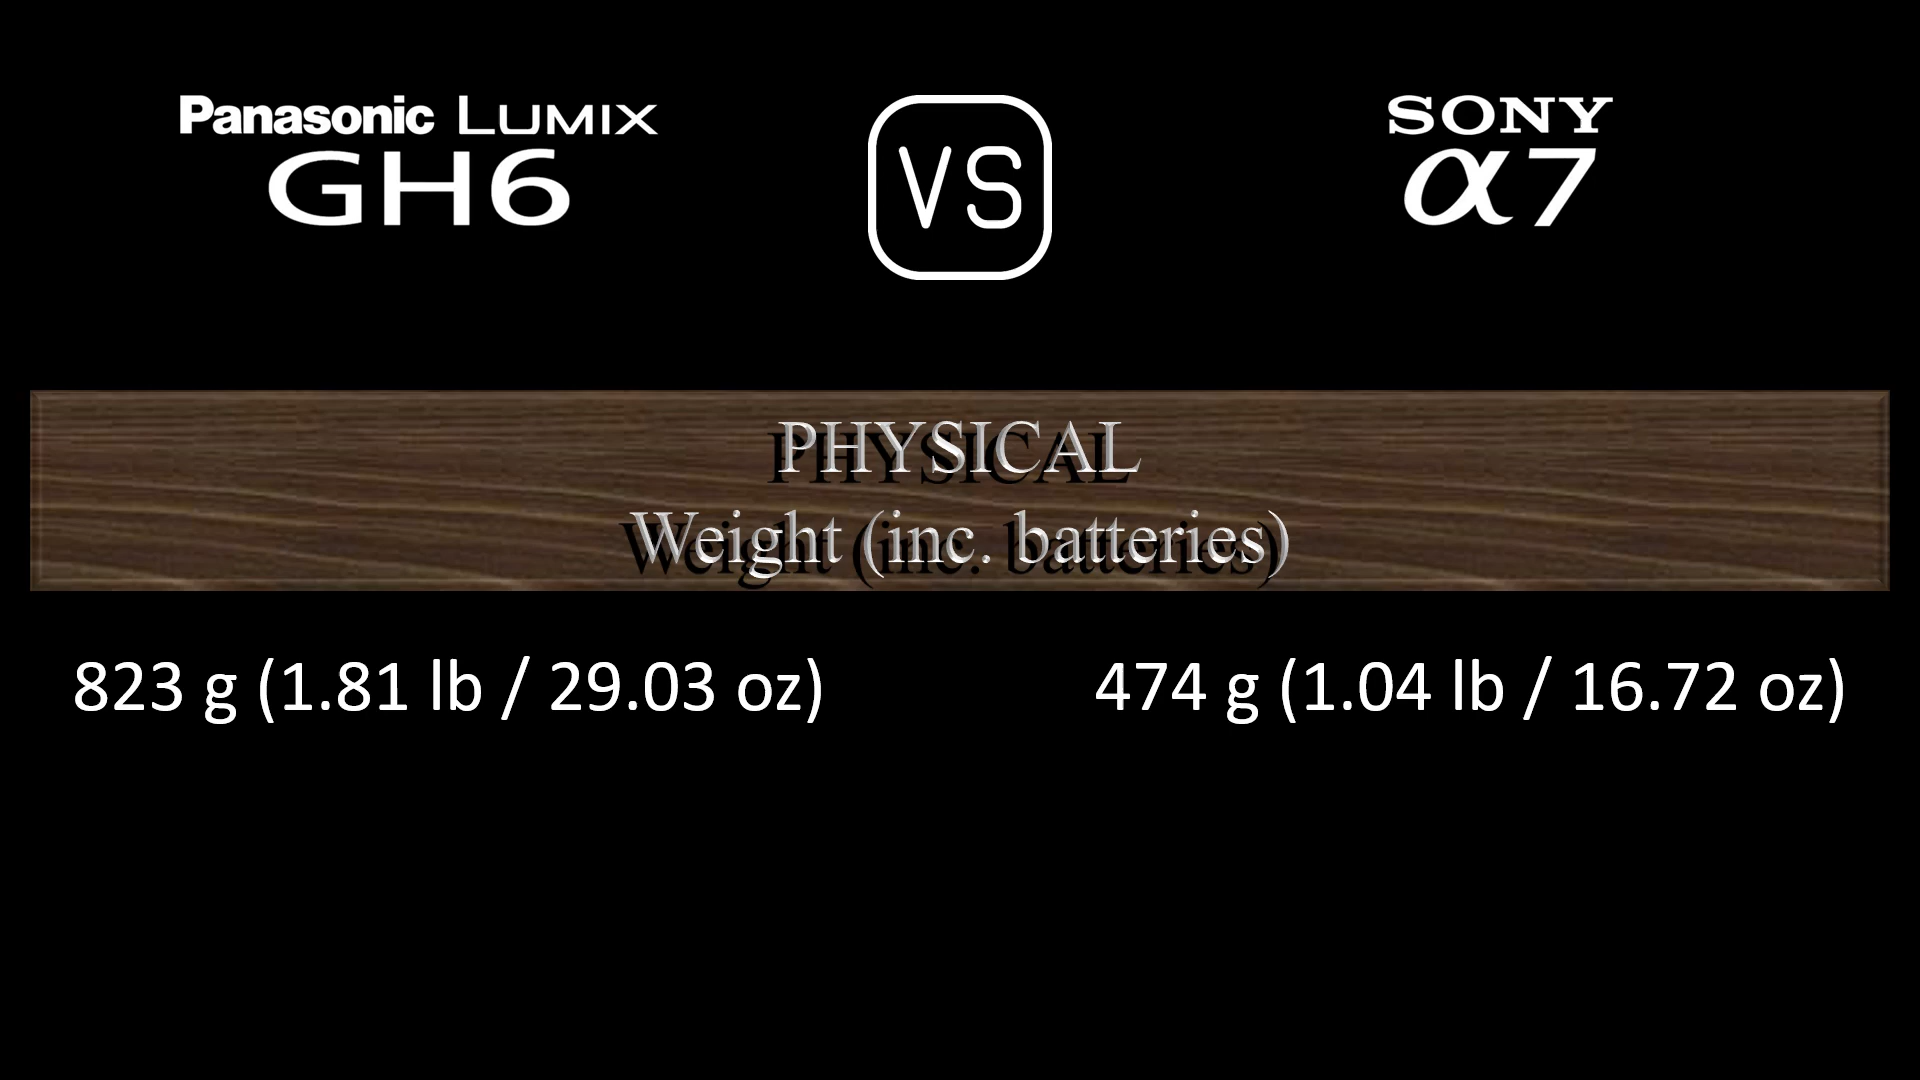 Panasonic LUMIX
GH6
VS
SONY
α7
PHYSICAL
Weight (inc. batteries)
823 g (1.81 lb / 29.03 oz)
474 g (1.04 lb / 16.72 oz)